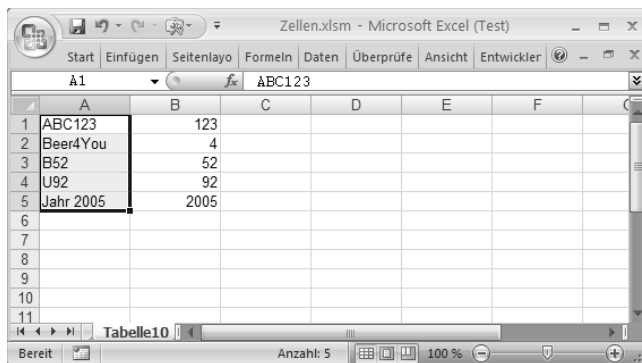 Zellen.xlsm - Microsoft Excel (Test)
Start Einfügen Seitenlayo Formeln Daten Überprüfe Ansicht Entwickler
A1 fx ABC123
A B C D E F
1 ABC123 123
2 Beer4You 4
3 B52 52
4 U92 92
5 Jahr 2005 2005
6
7
8
9
10
11
Tabelle10
Bereit Anzahl: 5 100 %